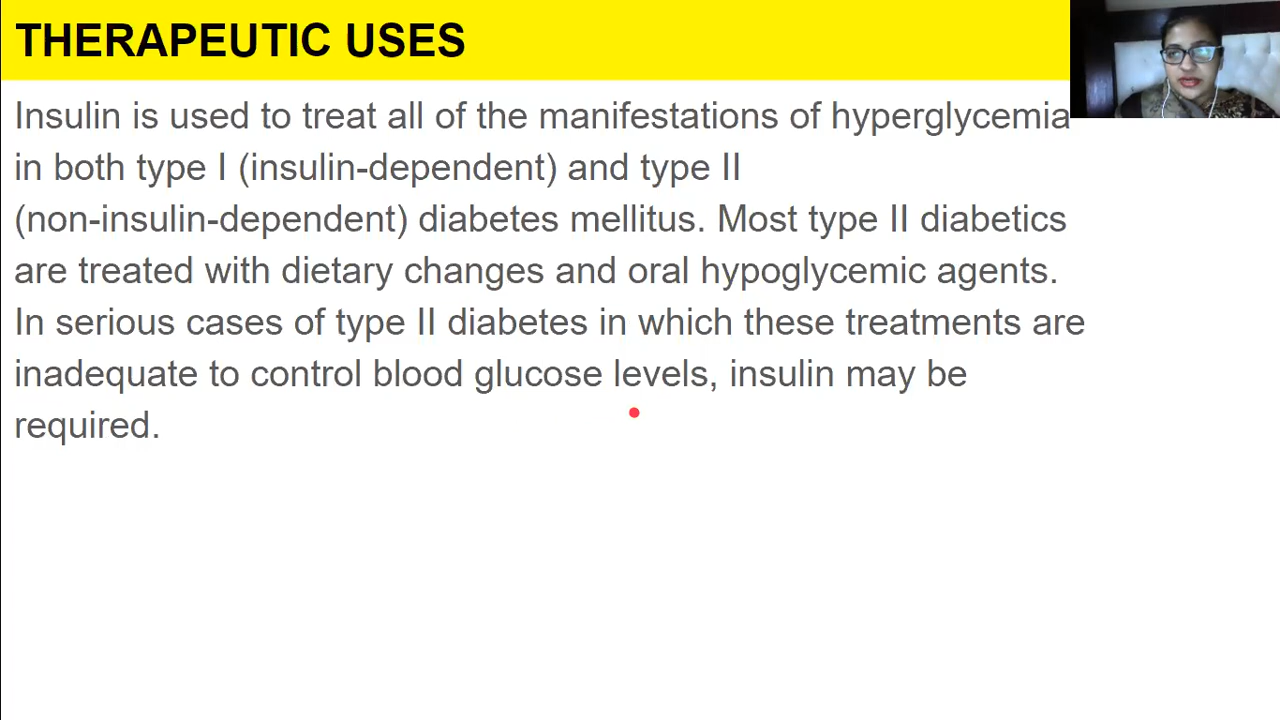 THERAPEUTIC USES
Insulin is used to treat all of the manifestations of hyperglycemia
in both type I (insulin-dependent) and type II
(non-insulin-dependent) diabetes mellitus. Most type II diabetics
are treated with dietary changes and oral hypoglycemic agents.
In serious cases of type II diabetes in which these treatments are
inadequate to control blood glucose levels, insulin may be
required.